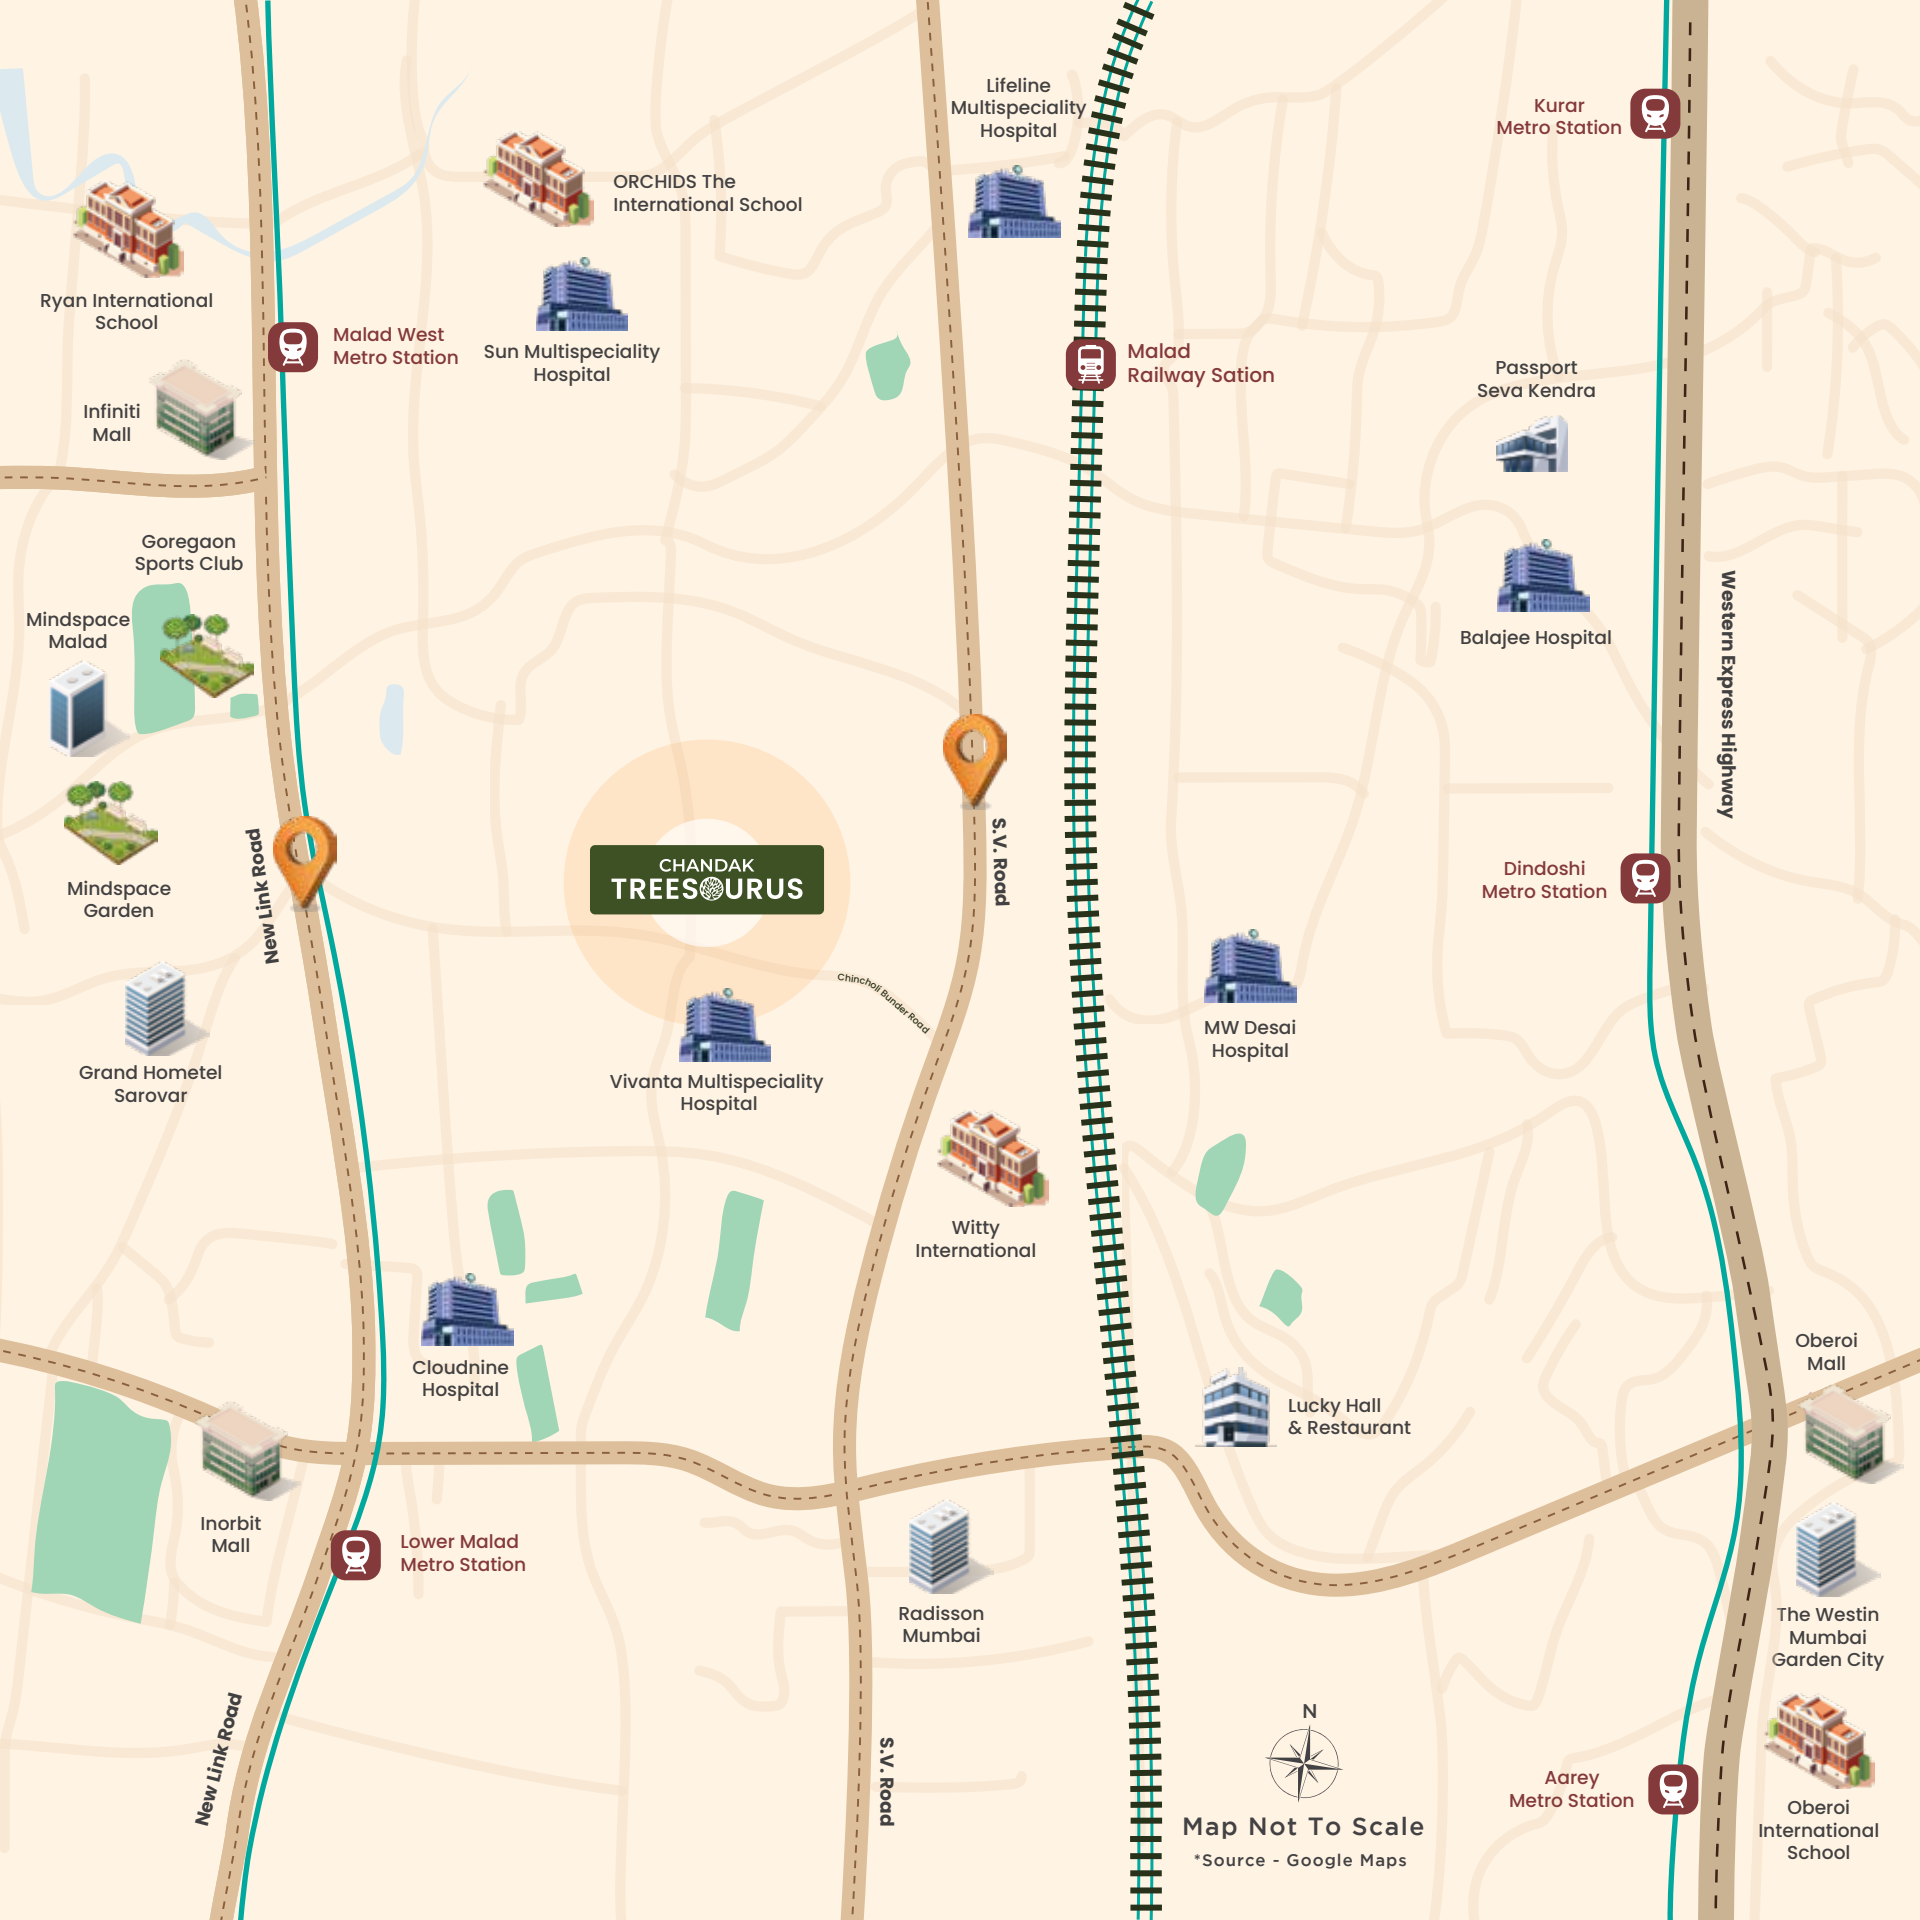 Lifeline
Multispeciality
Hospital
Kurar
Metro Station
ORCHIDS The
International School
Ryan International
School
Malad West
Metro Station
Sun Multispeciality
Hospital
Malad
Railway Sation
Passport
Seva Kendra
Infiniti
Mall
Goregaon
Sports Club
Mindspace
Malad
Balajee Hospital
Western Express Highway
New Link Road
CHANDAK
TREESOURUS
S.V. Road
Dindoshi
Metro Station
Mindspace
Garden
Chincholi Bunder Road
Grand Hometel
Sarovar
Vivanta Multispeciality
Hospital
MW Desai
Hospital
Witty
International
Cloudnine
Hospital
Oberoi
Mall
Lucky Hall
& Restaurant
Inorbit
Mall
Lower Malad
Metro Station
Radisson
Mumbai
The Westin
Mumbai
Garden City
New Link Road
S.V. Road
N
Map Not To Scale
*Source - Google Maps
Aarey
Metro Station
Oberoi
International
School